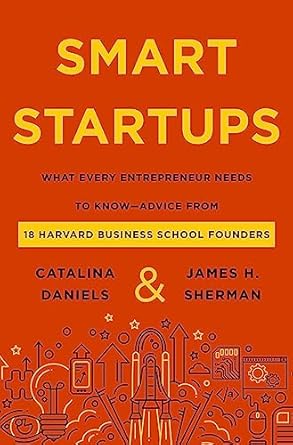 SMART
STARTUPS
WHAT EVERY ENTREPRENEUR NEEDS
TO KNOW—ADVICE FROM
18 HARVARD BUSINESS SCHOOL FOUNDERS
CATALINA
DANIELS
&
JAMES H.
SHERMAN